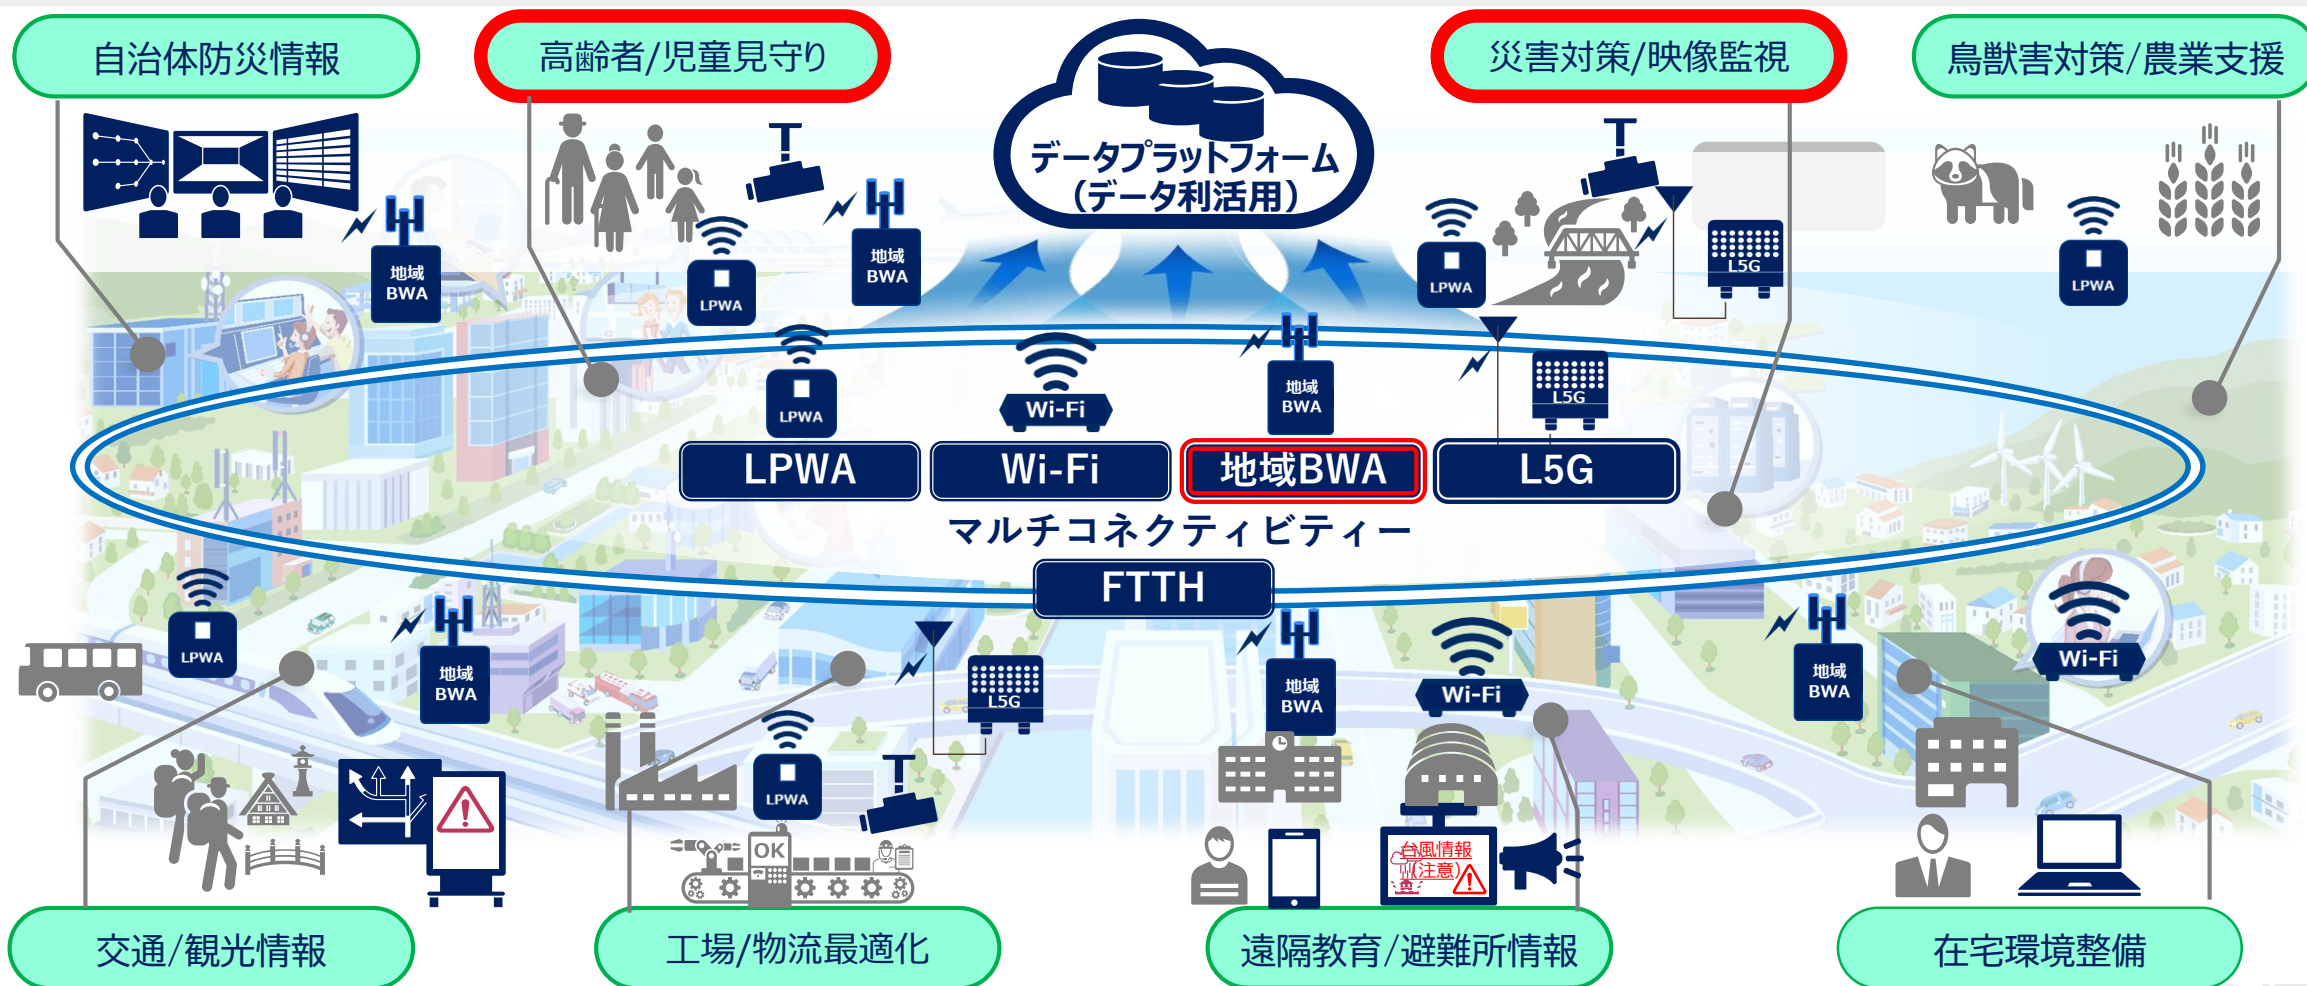 自治体防災情報
高齢者/児童見守り
災害対策/映像監視
鳥獣害対策/農業支援
データプラットフォーム
（データ利活用）
地域
BWA
LPWA
地域
BWA
LPWA
L5G
LPWA
LPWA
Wi-Fi
地域
BWA
L5G
LPWA
Wi-Fi
地域BWA
L5G
マルチコネクティビティー
FTTH
LPWA
地域
BWA
L5G
地域
BWA
Wi-Fi
地域
BWA
Wi-Fi
LPWA
OK
台風情報
(注意)
交通/観光情報
工場/物流最適化
遠隔教育/避難所情報
在宅環境整備